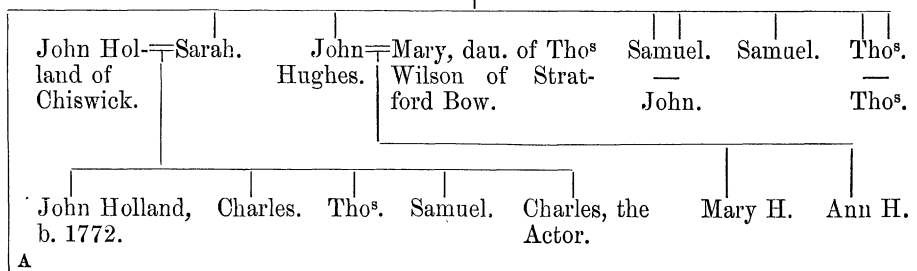 John Hol-=Sarah. John=Mary, dau. of Thoˢ Samuel. Samuel. Thoˢ.
land of Hughes. Wilson of Strat- — —
Chiswick. ford Bow. John. Thoˢ.
John Holland, Charles. Thoˢ. Samuel. Charles, the Mary H. Ann H.
b. 1772. Actor.
A